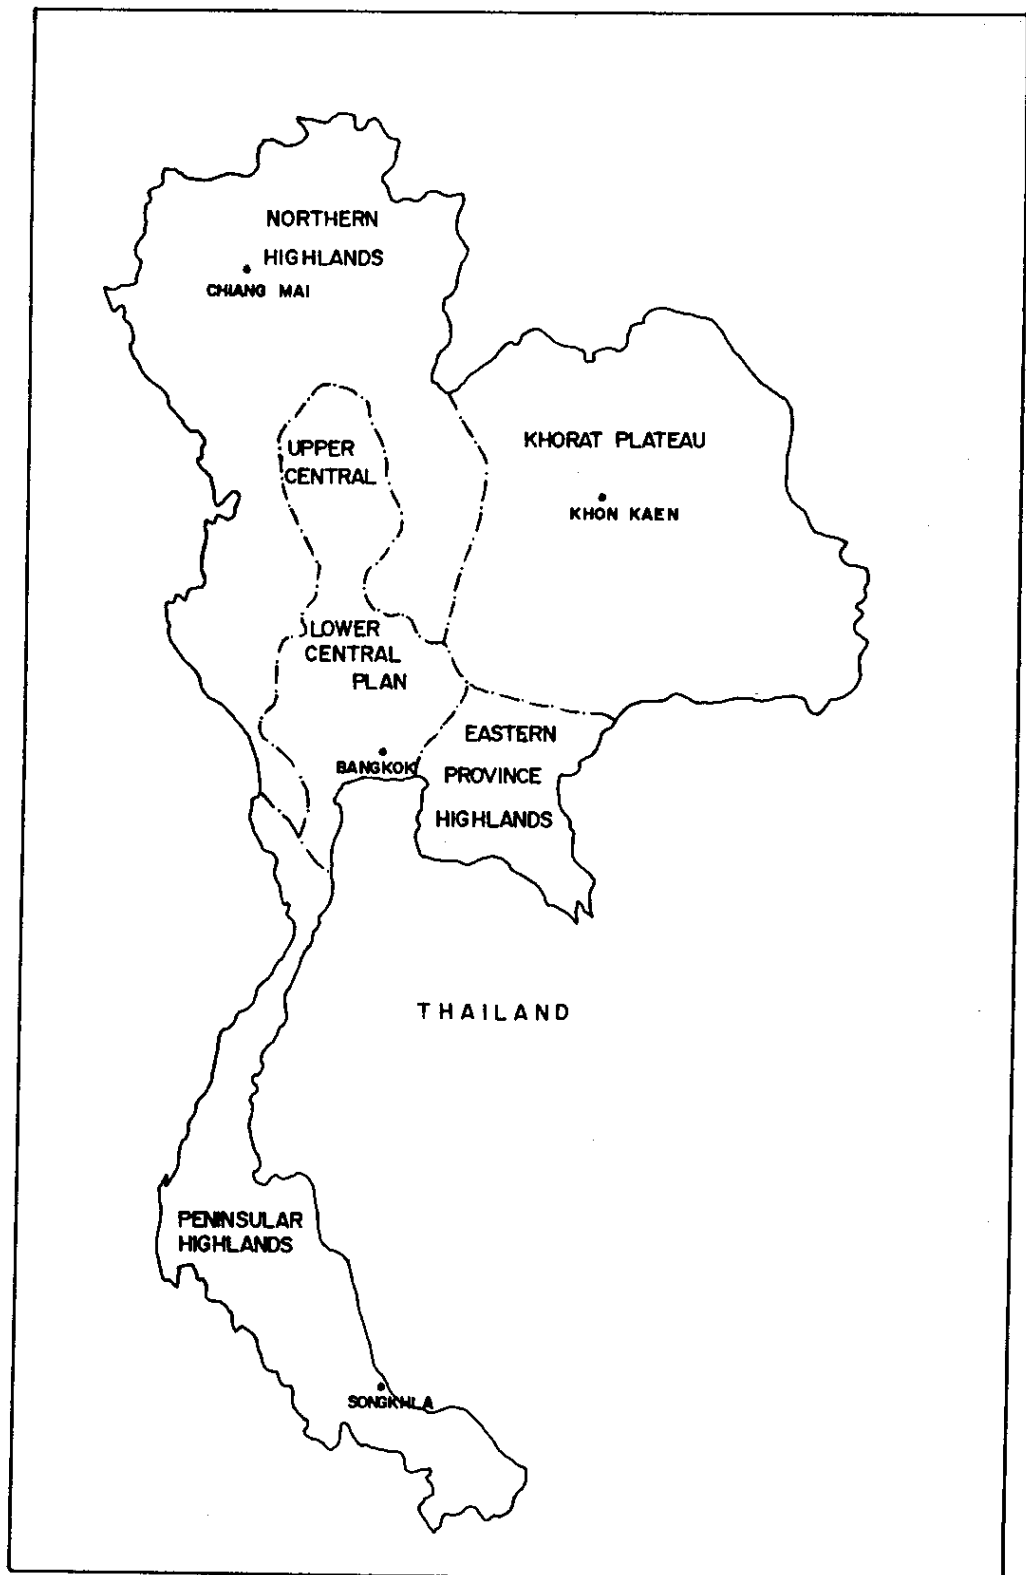 NORTHERN
HIGHLANDS
CHIANG MAI
UPPER
CENTRAL
KHORAT PLATEAU
KHON KAEN
LOWER
CENTRAL
PLAN
BANGKOK
EASTERN
PROVINCE
HIGHLANDS
THAILAND
PENINSULAR
HIGHLANDS
SONGKHLA